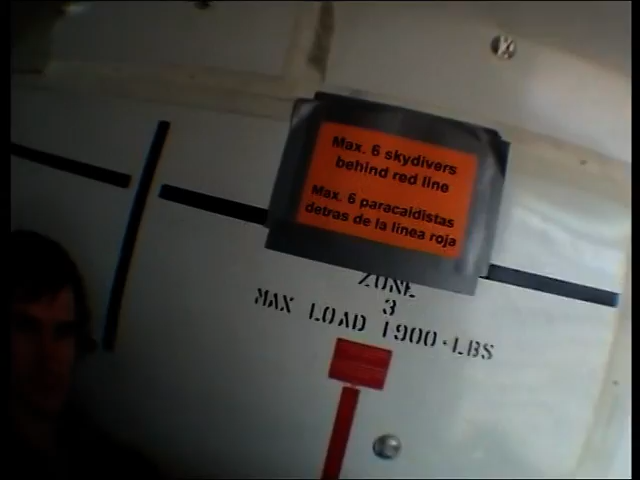 Max. 6 skydivers
behind red line
Max. 6 paracaidistas
detras de la linea roja
ZONE
3
MAX LOAD 1900·LBS